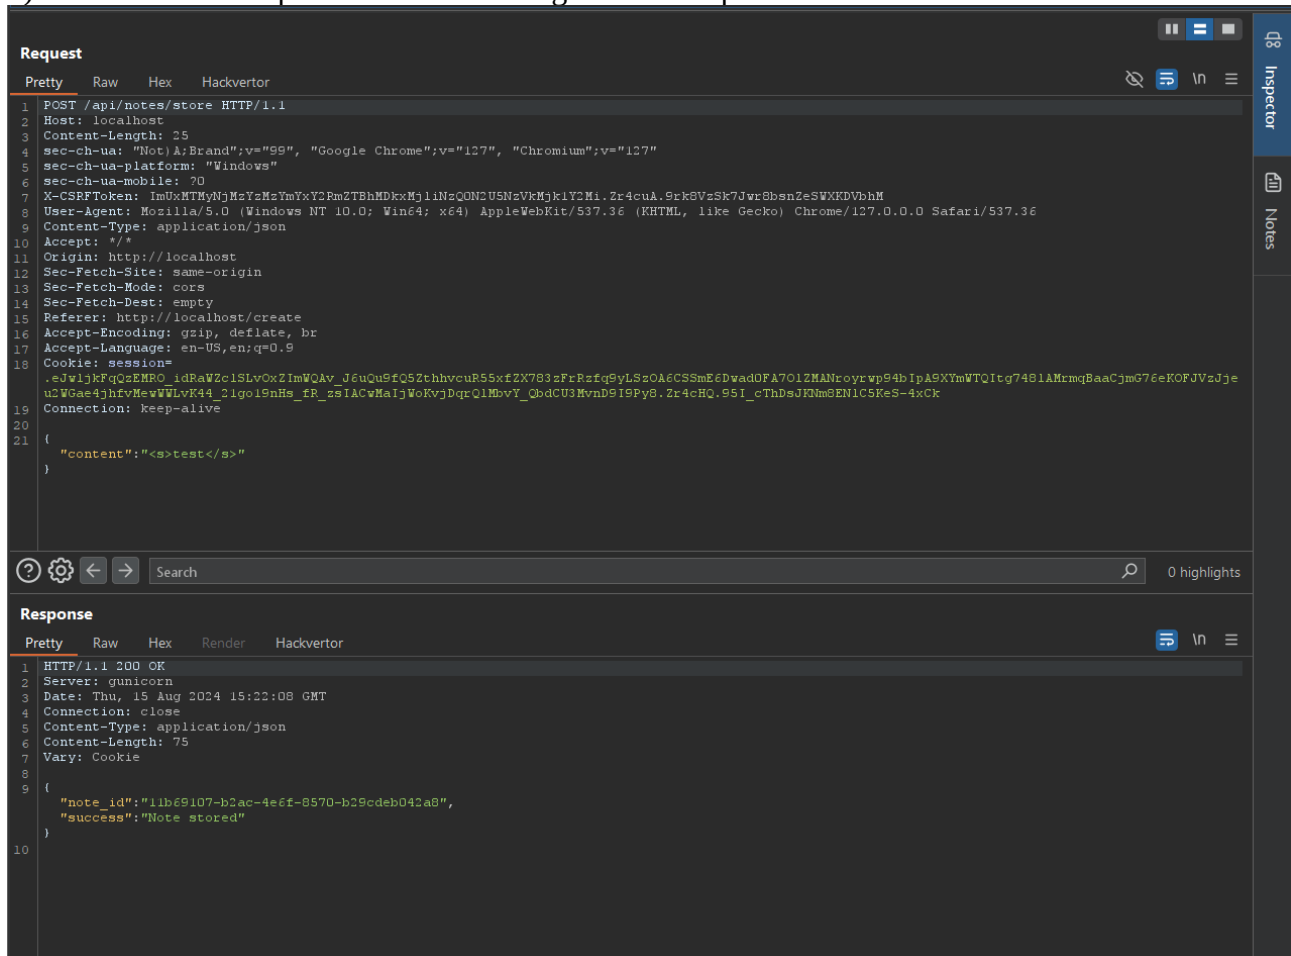 Request
Pretty Raw Hex Hackvertor
\n
1 POST /api/notes/store HTTP/1.1
2 Host: localhost
3 Content-Length: 25
4 sec-ch-ua: "Not)A;Brand";v="99", "Google Chrome";v="127", "Chromium";v="127"
5 sec-ch-ua-platform: "Windows"
6 sec-ch-ua-mobile: ?0
7 X-CSRFToken:
8 User-Agent: Mozilla/5.0 (Windows NT 10.0; Win64; x64) AppleWebKit/537.36 (KHTML, like Gecko) Chrome/127.0.0.0 Safari/537.36
9 Content-Type: application/json
10 Accept: */*
11 Origin: http://localhost
12 Sec-Fetch-Site: same-origin
13 Sec-Fetch-Mode: cors
14 Sec-Fetch-Dest: empty
15 Referer: http://localhost/create
16 Accept-Encoding: gzip, deflate, br
17 Accept-Language: en-US,en;q=0.9
18 Cookie: session=
19 Connection: keep-alive
20
21 {
"content":"<s>test</s>"
}
Search
0 highlights
Response
Pretty Raw Hex Render Hackvertor
\n
1 HTTP/1.1 200 OK
2 Server: gunicorn
3 Date: Thu, 15 Aug 2024 15:22:08 GMT
4 Connection: close
5 Content-Type: application/json
6 Content-Length: 75
7 Vary: Cookie
8
9 {
"note_id":"11b69107-b2ac-4e6f-8570-b29cdeb042a8",
"success":"Note stored"
}
10
Inspector
Notes